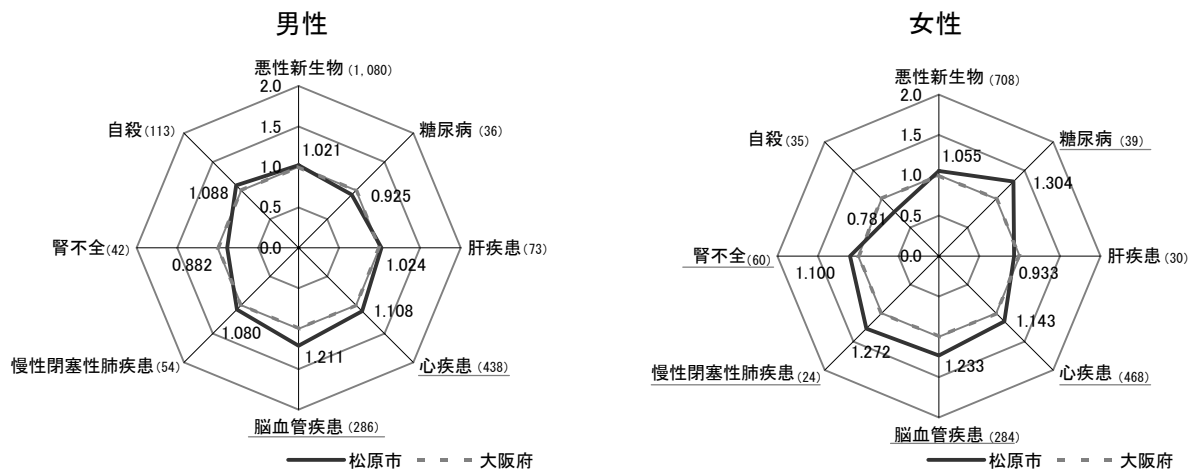 男性
悪性新生物(1,080)
2.0
糖尿病(36)
自殺(113)
1.5
1.021
1.0
1.088
0.925
0.5
腎不全(42)
0.0
肝疾患(73)
0.882
1.024
1.108
1.080
1.211
慢性閉塞性肺疾患(54)
心疾患(438)
脳血管疾患(286)
松原市
大阪府
女性
悪性新生物(708)
2.0
自殺(35)
1.5
糖尿病(39)
1.055
1.0
1.304
0.781
0.5
腎不全(60)
0.0
肝疾患(30)
1.100
0.933
1.143
1.272
1.233
慢性閉塞性肺疾患(24)
心疾患(468)
脳血管疾患(284)
松原市
大阪府